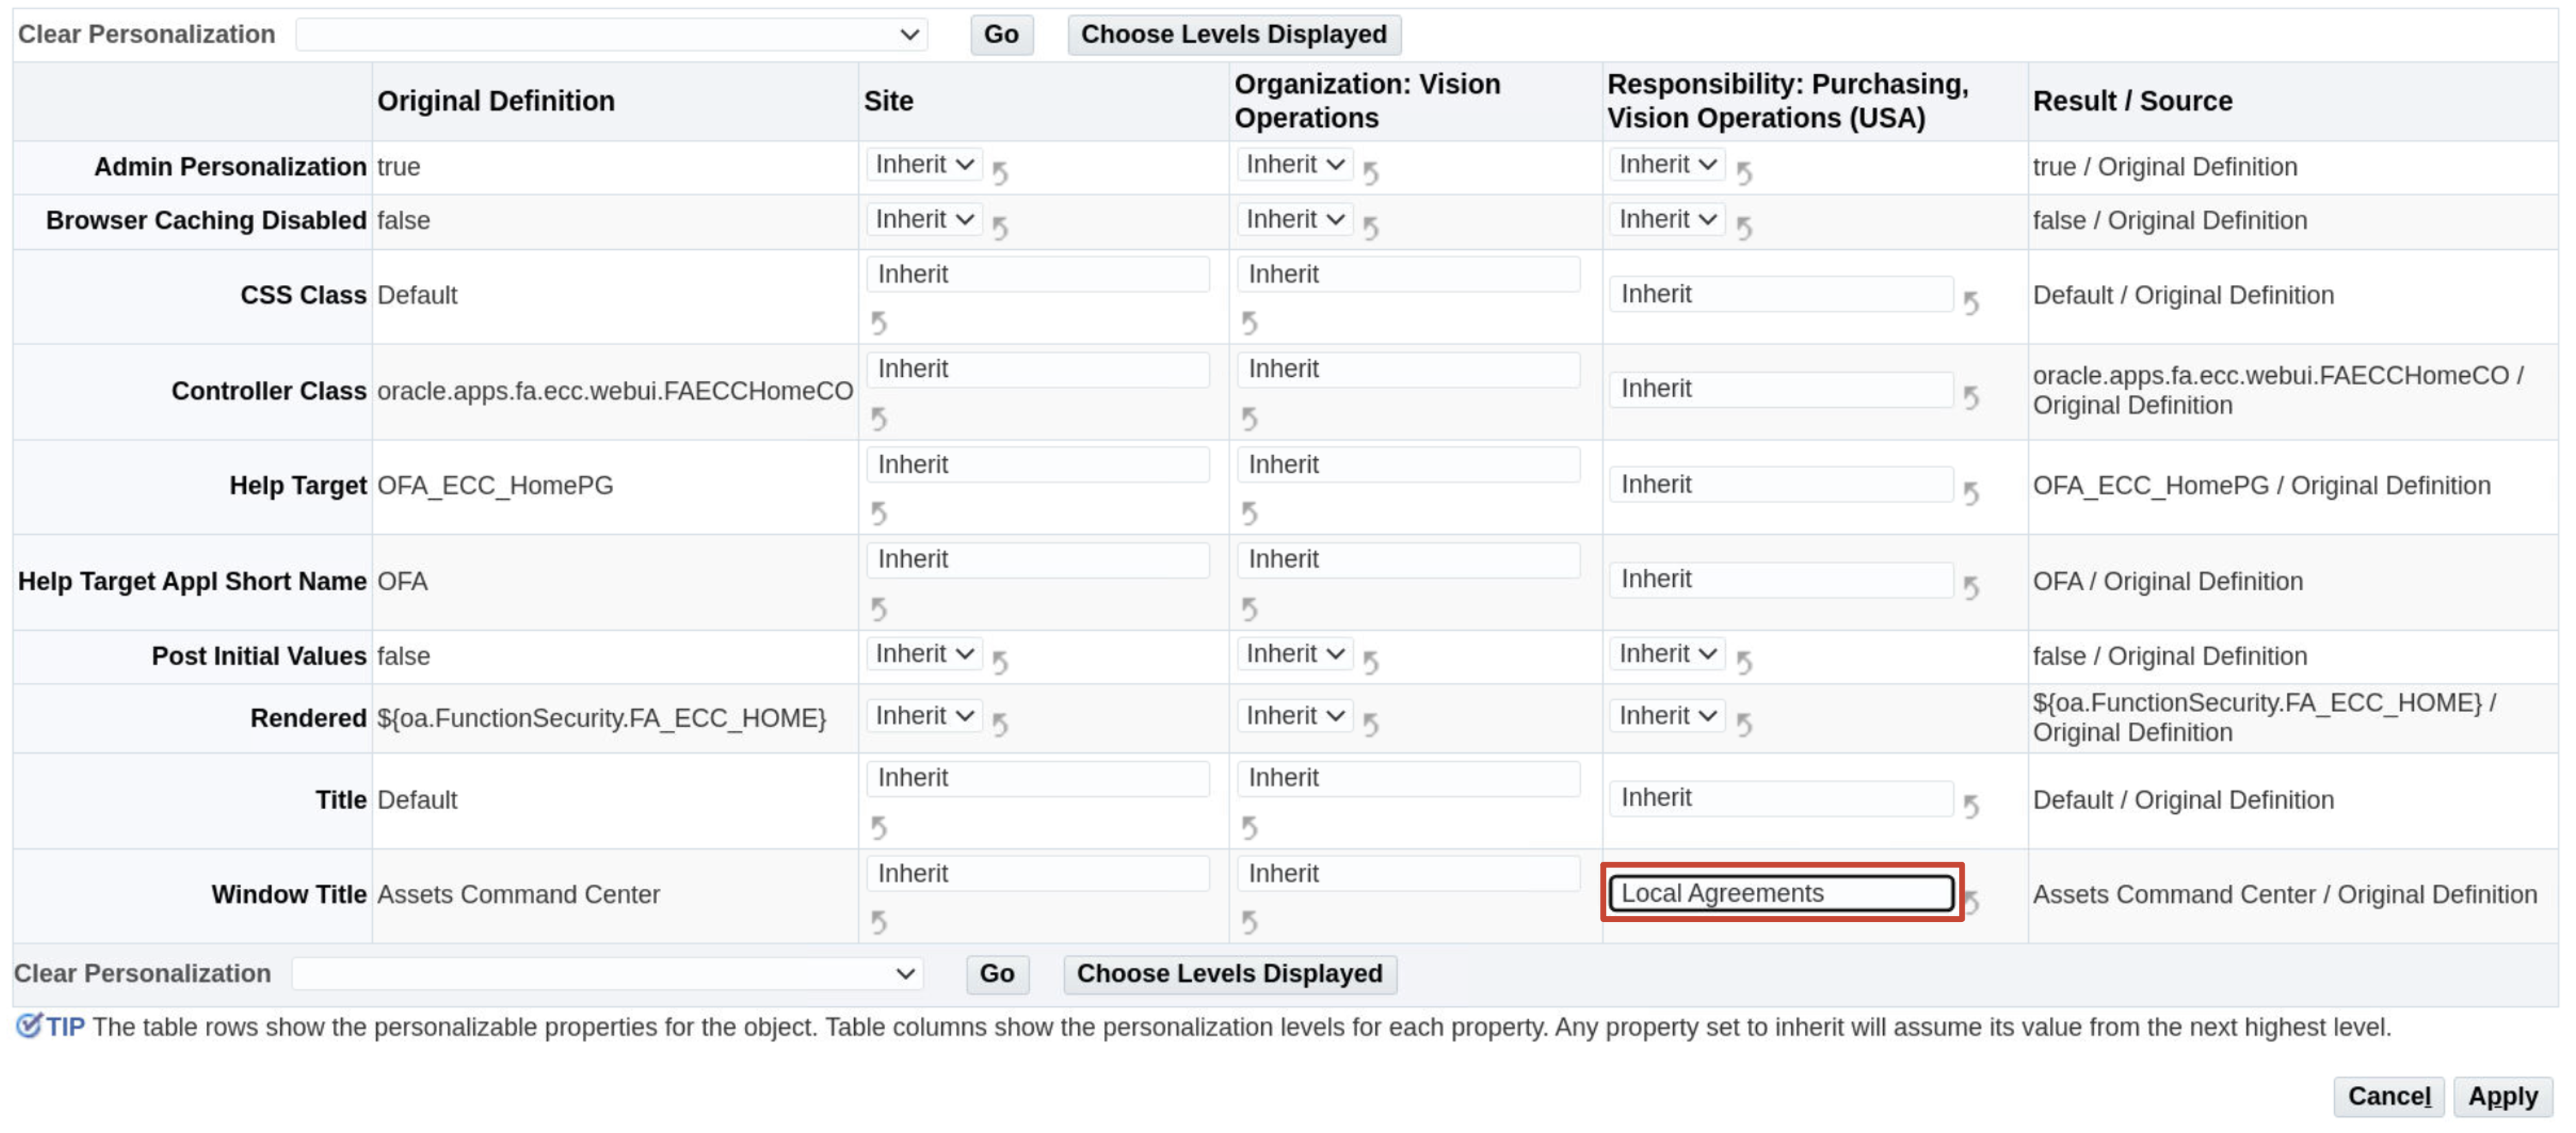 Clear Personalization Go Choose Levels Displayed
Original Definition Site Organization: Vision Operations Responsibility: Purchasing, Vision Operations (USA) Result / Source
Admin Personalization true Inherit Inherit Inherit true / Original Definition
Browser Caching Disabled false Inherit Inherit Inherit false / Original Definition
CSS Class Default Inherit Inherit Inherit Default / Original Definition
Controller Class oracle.apps.fa.ecc.webui.FAECCHomeCO Inherit Inherit Inherit oracle.apps.fa.ecc.webui.FAECCHomeCO / Original Definition
Help Target OFA_ECC_HomePG Inherit Inherit Inherit OFA_ECC_HomePG / Original Definition
Help Target Appl Short Name OFA Inherit Inherit Inherit OFA / Original Definition
Post Initial Values false Inherit Inherit Inherit false / Original Definition
Rendered ${oa.FunctionSecurity.FA_ECC_HOME} Inherit Inherit Inherit ${oa.FunctionSecurity.FA_ECC_HOME} / Original Definition
Title Default Inherit Inherit Inherit Default / Original Definition
Window Title Assets Command Center Inherit Inherit Local Agreements Assets Command Center / Original Definition
Clear Personalization Go Choose Levels Displayed
TIP The table rows show the personalizable properties for the object. Table columns show the personalization levels for each property. Any property set to inherit will assume its value from the next highest level.
Cancel Apply